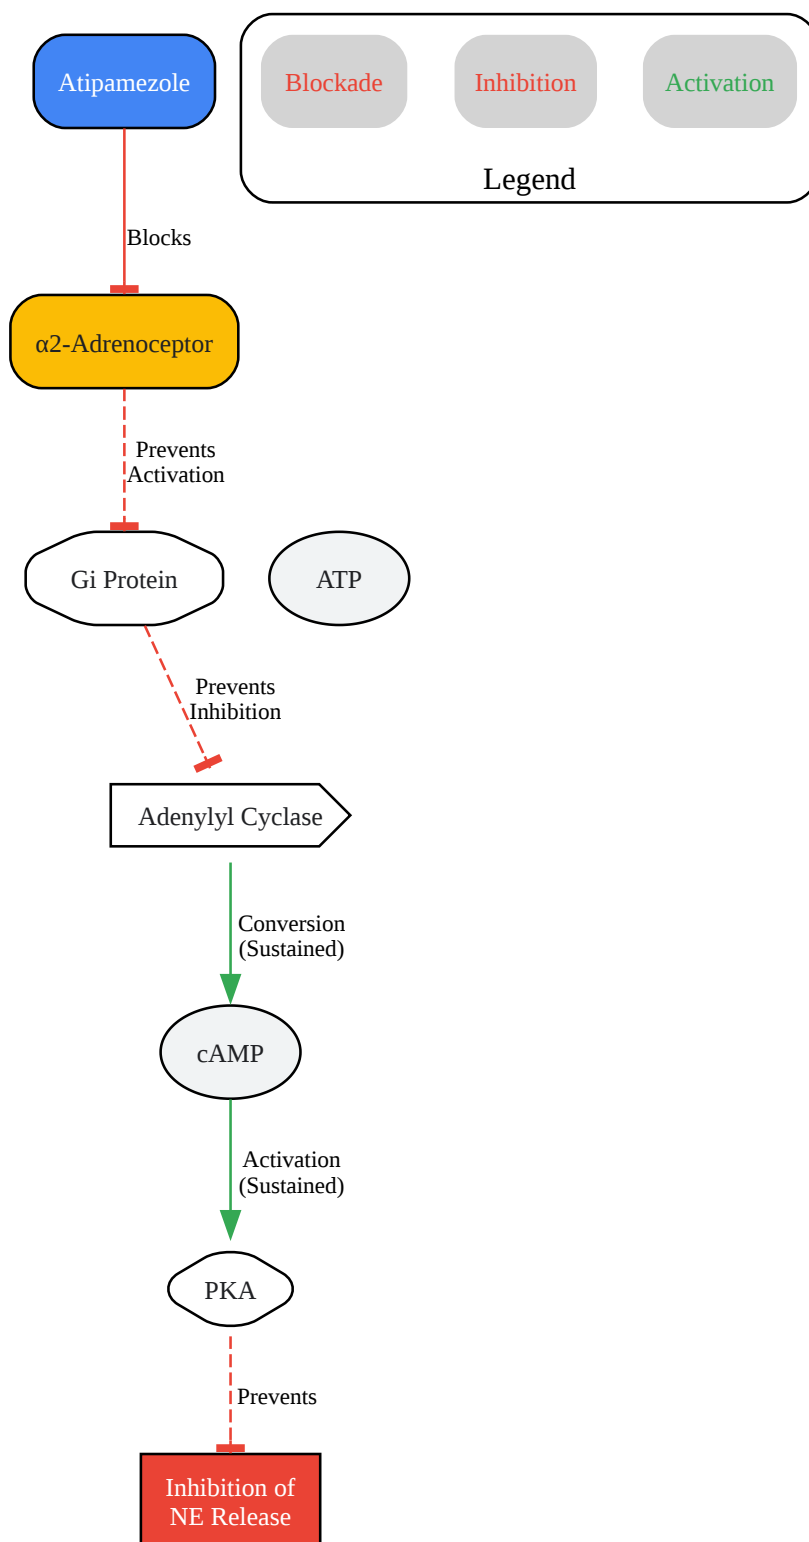 Atipamezole
Blockade
Inhibition
Activation
Legend
Blocks
α2-Adrenoceptor
Prevents
Activation
Gi Protein
ATP
Prevents
Inhibition
Adenylyl Cyclase
Conversion
(Sustained)
cAMP
Activation
(Sustained)
PKA
Prevents
Inhibition of
NE Release